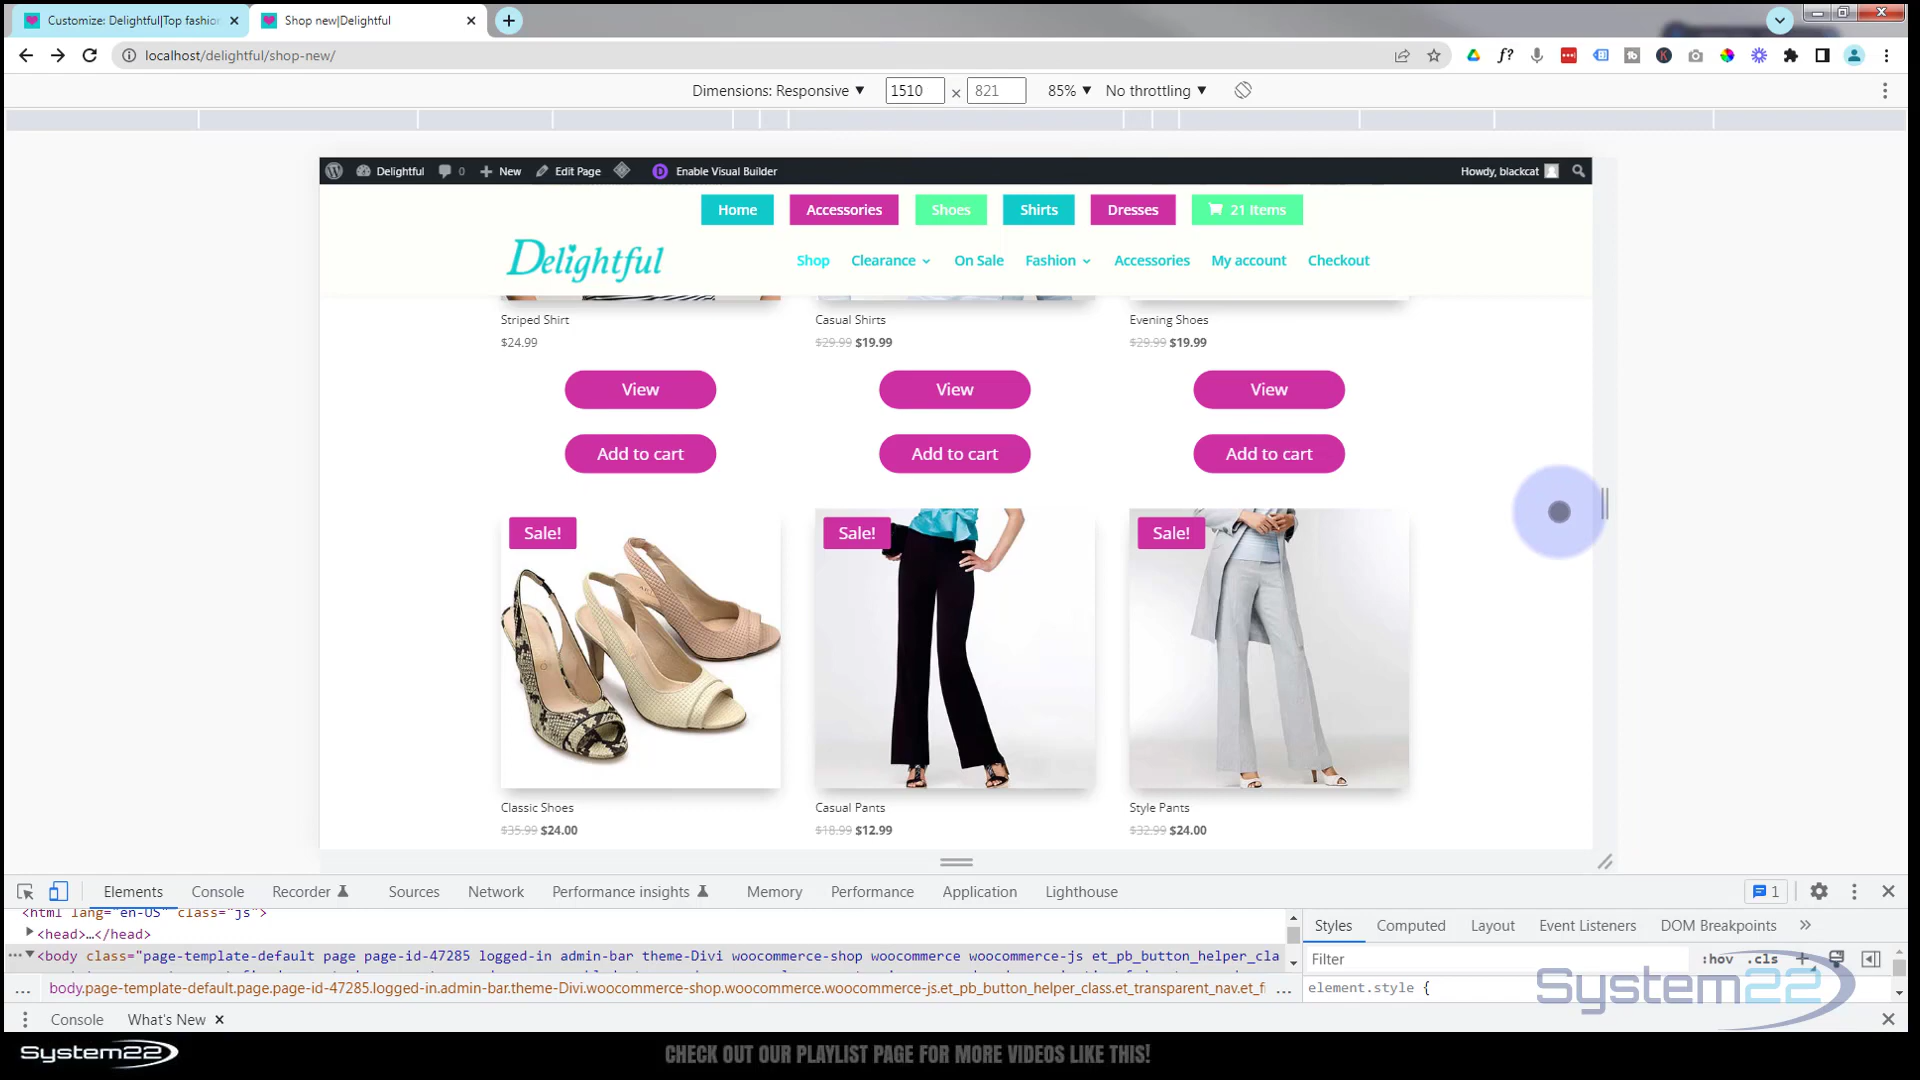 Customize: Delightful|Top fashion
Shop new|Delightful
localhost/delightful/shop-new/
Dimensions: Responsive 1510 × 821 85% No throttling
Delightful 0 New Edit Page Enable Visual Builder Howdy, blackcat
Home Accessories Shoes Shirts Dresses 21 Items
Delightful
Shop Clearance On Sale Fashion Accessories My account Checkout
Striped Shirt Casual Shirts Evening Shoes
$24.99 $29.99 $19.99 $29.99 $19.99
View View View
Add to cart Add to cart Add to cart
Sale! Sale! Sale!
Classic Shoes Casual Pants Style Pants
$35.99 $24.00 $18.99 $12.99 $32.99 $24.00
Elements Console Recorder Sources Network Performance insights Memory Performance Application Lighthouse 1
<html lang="en-US" class="js">
<head>…</head>
<body class="page-template-default page page-id-47285 logged-in admin-bar theme-Divi woocommerce-shop woocommerce woocommerce-js et_pb_button_helper_cla
... body.page-template-default.page.page-id-47285.logged-in.admin-bar.theme-Divi.woocommerce-shop.woocommerce.woocommerce-js.et_pb_button_helper_class.et_transparent_nav.et_fi ...
Styles Computed Layout Event Listeners DOM Breakpoints
Filter :hov .cls
element.style {
System22
Console What's New
System22
CHECK OUT OUR PLAYLIST PAGE FOR MORE VIDEOS LIKE THIS!